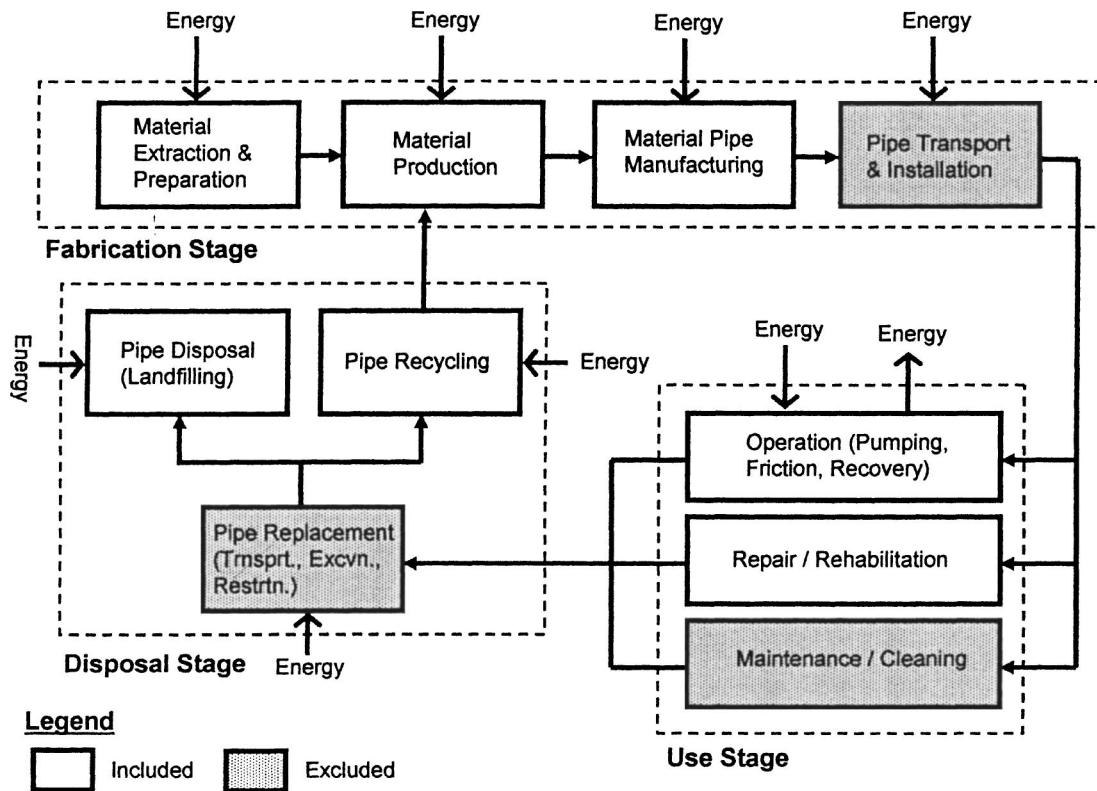 Energy
Energy
Energy
Energy
Material
Extraction &
Preparation
Material
Production
Material Pipe
Manufacturing
Pipe Transport
& Installation
Fabrication Stage
Energy
Pipe Disposal
(Landfilling)
Pipe Recycling
Energy
Energy
Energy
Operation (Pumping,
Friction, Recovery)
Pipe Replacement
(Trnsprt., Excvn.,
Restrtn.)
Repair / Rehabilitation
Maintenance / Cleaning
Disposal Stage
Energy
Use Stage
Legend
Included
Excluded